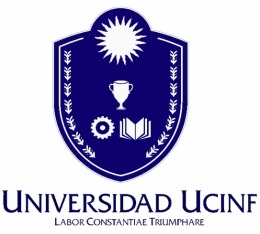 UNIVERSIDAD UCINF
LABOR CONSTANTIAE TRIUMPHARE